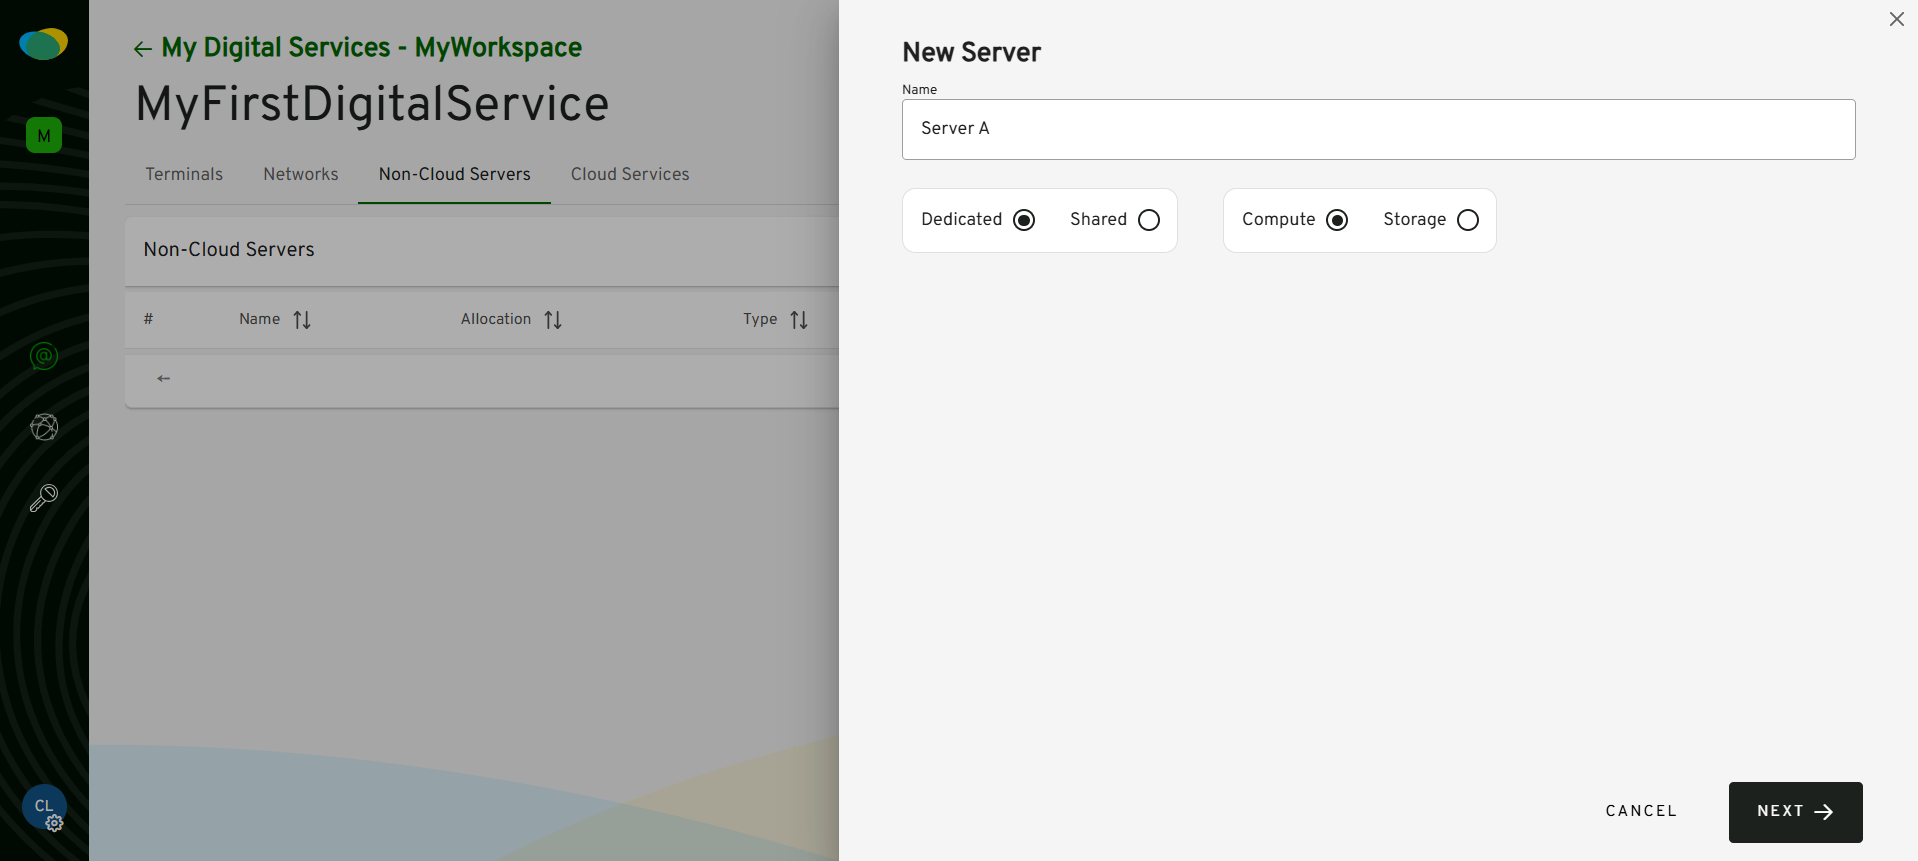 ← My Digital Services - MyWorkspace
MyFirstDigitalService
M
Terminals Networks Non-Cloud Servers Cloud Services
Non-Cloud Servers
# Name Allocation Type
←
@
CL
New Server
Name
Server A
Dedicated Shared Compute Storage
CANCEL NEXT →